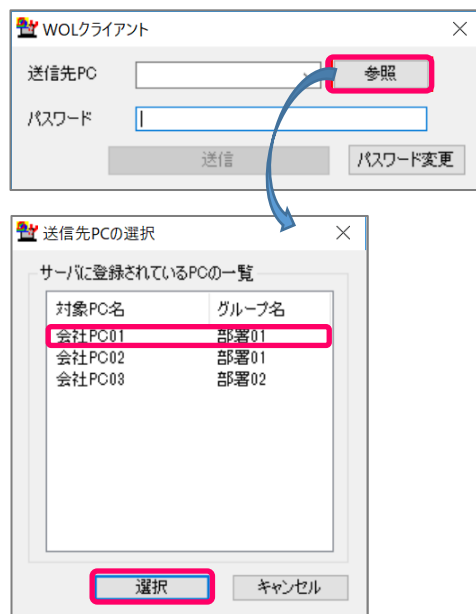 WOLクライアント
送信先PC 参照
パスワード
送信 パスワード変更
送信先PCの選択
サーバに登録されているPCの一覧
対象PC名 グループ名
会社PC01 部署01
会社PC02 部署01
会社PC03 部署02
選択 キャンセル